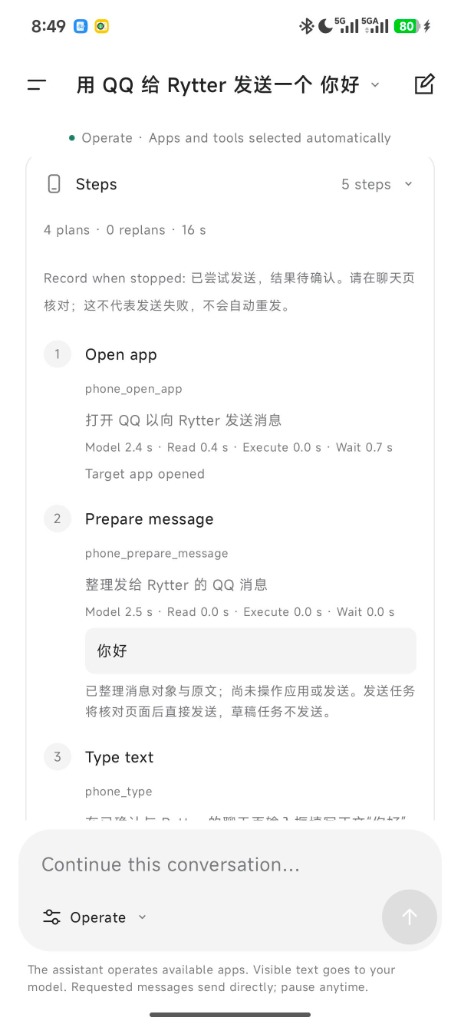 8:49
5G 5GA 80
用 QQ 给 Rytter 发送一个 你好
Operate · Apps and tools selected automatically
Steps 5 steps
4 plans · 0 replans · 16 s
Record when stopped: 已尝试发送，结果待确认。请在聊天页
核对；这不代表发送失败，不会自动重发。
1 Open app
phone_open_app
打开 QQ 以向 Rytter 发送消息
Model 2.4 s · Read 0.4 s · Execute 0.0 s · Wait 0.7 s
Target app opened
2 Prepare message
phone_prepare_message
整理发给 Rytter 的 QQ 消息
Model 2.5 s · Read 0.0 s · Execute 0.0 s · Wait 0.0 s
你好
已整理消息对象与原文；尚未操作应用或发送。发送任务
将核对页面后直接发送，草稿任务不发送。
3 Type text
phone_type
Continue this conversation...
Operate
The assistant operates available apps. Visible text goes to your
model. Requested messages send directly; pause anytime.